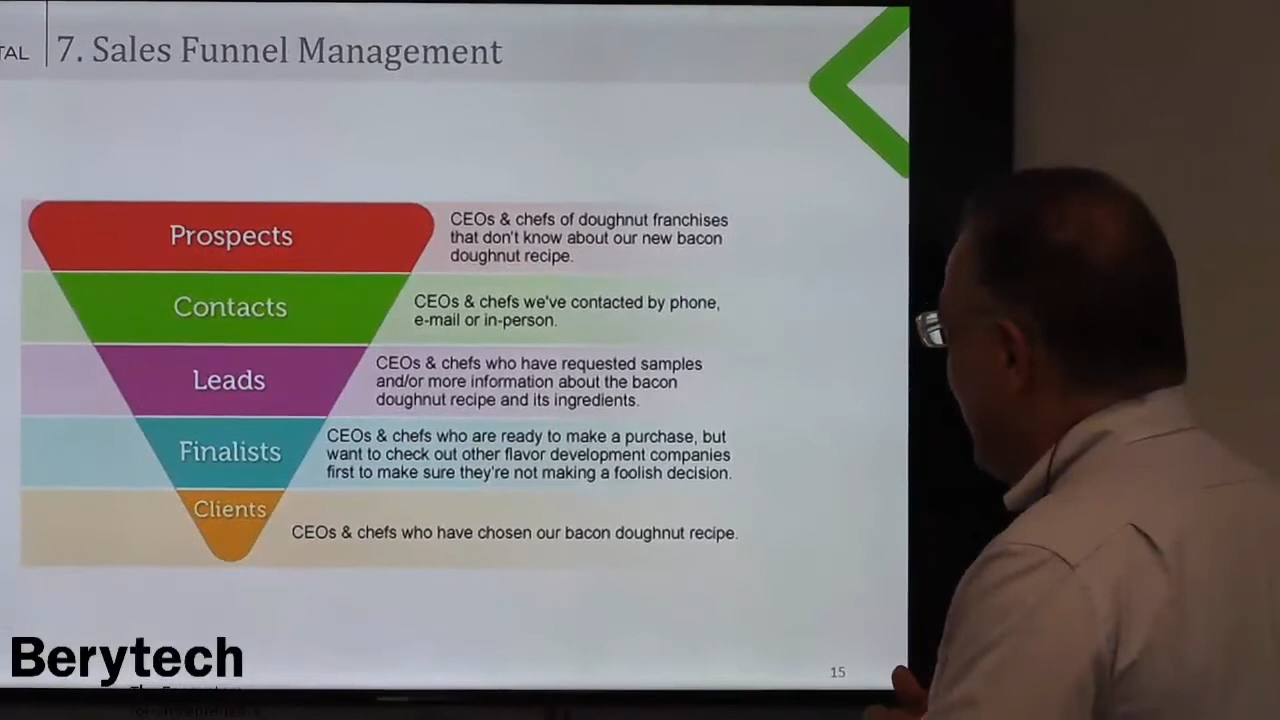 TAL
7. Sales Funnel Management
Prospects
CEOs & chefs of doughnut franchises
that don't know about our new bacon
doughnut recipe.
Contacts
CEOs & chefs we've contacted by phone,
e-mail or in-person.
Leads
CEOs & chefs who have requested samples
and/or more information about the bacon
doughnut recipe and its ingredients.
Finalists
CEOs & chefs who are ready to make a purchase, but
want to check out other flavor development companies
first to make sure they're not making a foolish decision.
Clients
CEOs & chefs who have chosen our bacon doughnut recipe.
Berytech
15